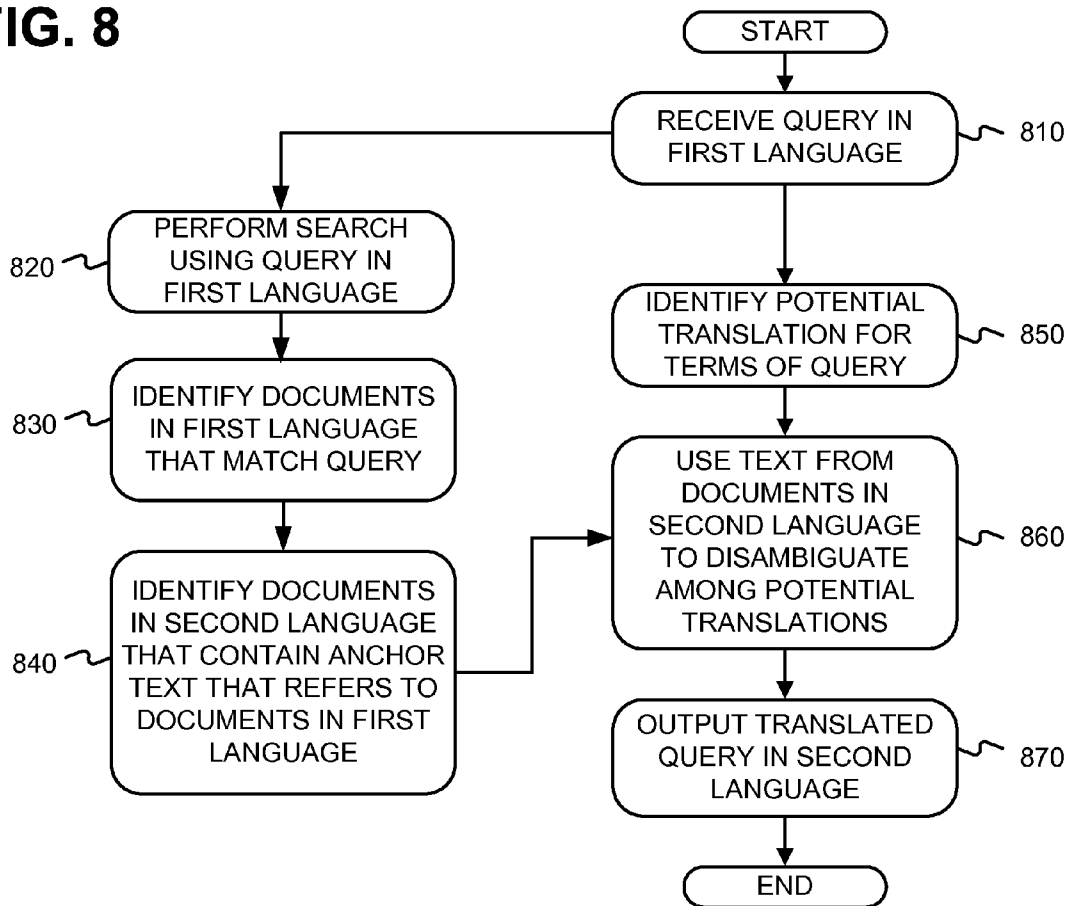 FIG. 8
START
RECEIVE QUERY IN
FIRST LANGUAGE
810
PERFORM SEARCH
USING QUERY IN
FIRST LANGUAGE
820
IDENTIFY POTENTIAL
TRANSLATION FOR
TERMS OF QUERY
850
IDENTIFY DOCUMENTS
IN FIRST LANGUAGE
THAT MATCH QUERY
830
USE TEXT FROM
DOCUMENTS IN
SECOND LANGUAGE
TO DISAMBIGUATE
AMONG POTENTIAL
TRANSLATIONS
860
IDENTIFY DOCUMENTS
IN SECOND LANGUAGE
THAT CONTAIN ANCHOR
TEXT THAT REFERS TO
DOCUMENTS IN FIRST
LANGUAGE
840
OUTPUT TRANSLATED
QUERY IN SECOND
LANGUAGE
870
END